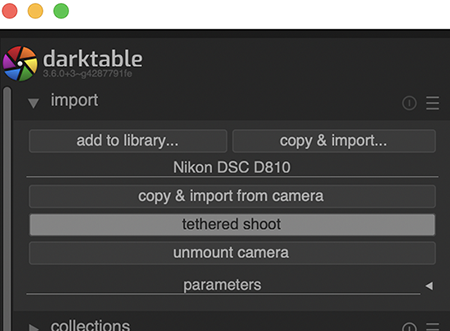 darktable
3.6.0+3~g4287791fe
import
add to library... copy & import...
Nikon DSC D810
copy & import from camera
tethered shoot
unmount camera
parameters
collections